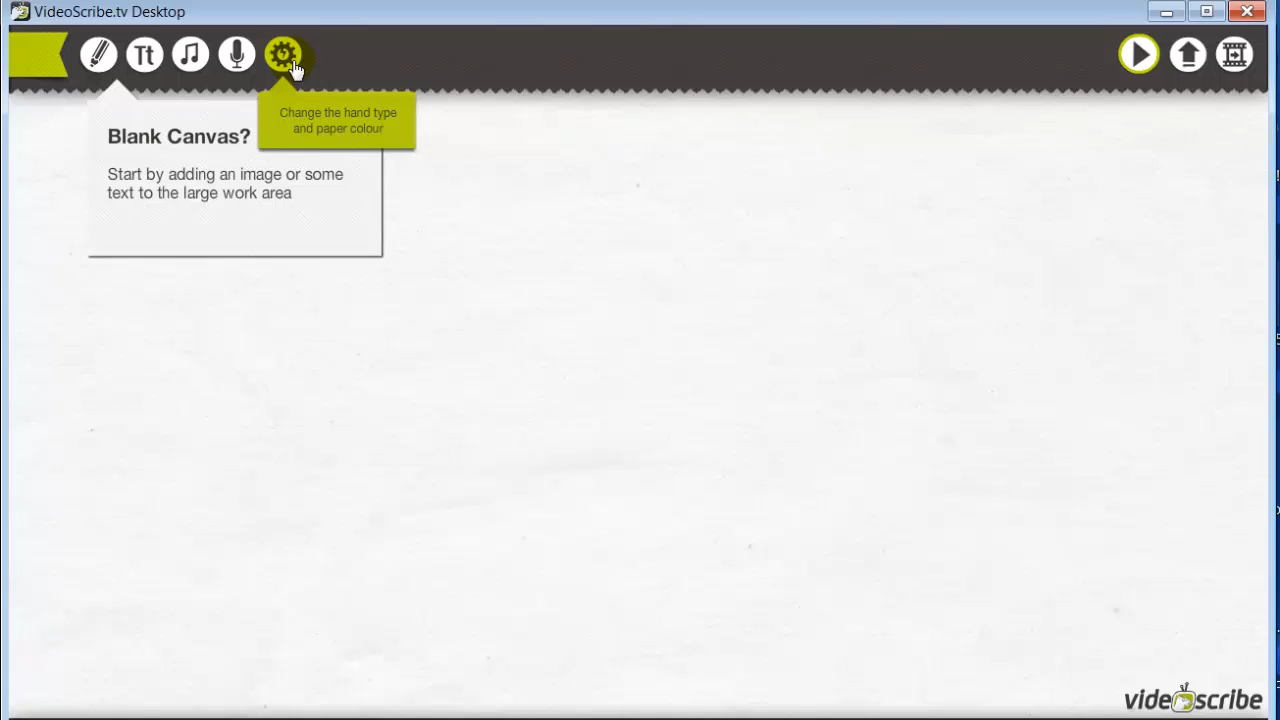 VideoScribe.tv Desktop
Tt
Change the hand type
and paper colour
Blank Canvas?
Start by adding an image or some
text to the large work area
videoscribe